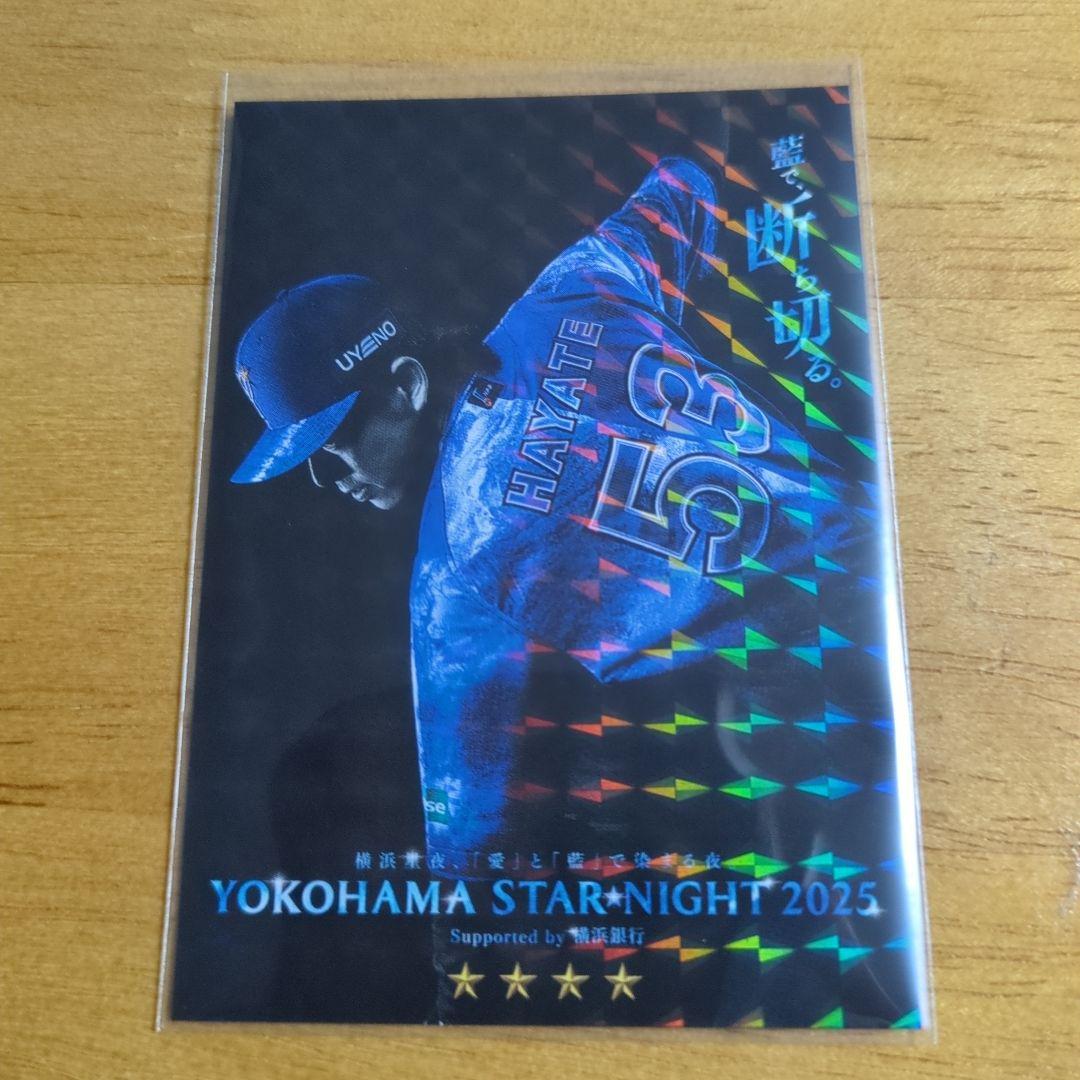 藍で、
断ち切る。
UYENO
HAYATE
53
se
横浜星夜、「愛」と「藍」で染まる夜。
YOKOHAMA STAR★NIGHT 2025
Supported by 横浜銀行